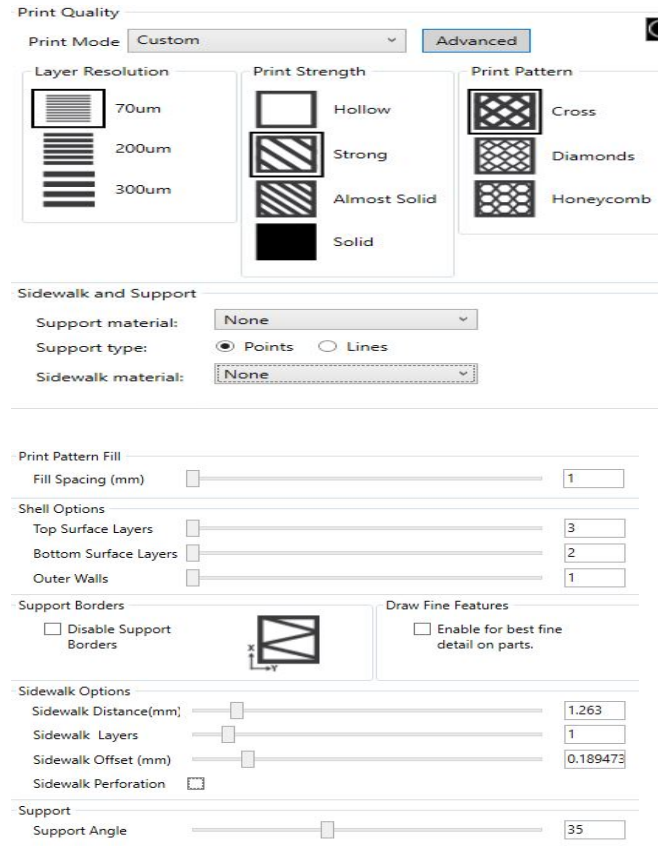 Print Quality
Print Mode Custom Advanced
Layer Resolution Print Strength Print Pattern
70um Hollow Cross
200um Strong Diamonds
300um Almost Solid Honeycomb
Solid
Sidewalk and Support
Support material: None
Support type: Points Lines
Sidewalk material: None
Print Pattern Fill
Fill Spacing (mm) 1
Shell Options
Top Surface Layers 3
Bottom Surface Layers 2
Outer Walls 1
Support Borders Draw Fine Features
Disable Support Enable for best fine
Borders detail on parts.
X
Y
Sidewalk Options
Sidewalk Distance(mm) 1.263
Sidewalk Layers 1
Sidewalk Offset (mm) 0.189473
Sidewalk Perforation
Support
Support Angle 35